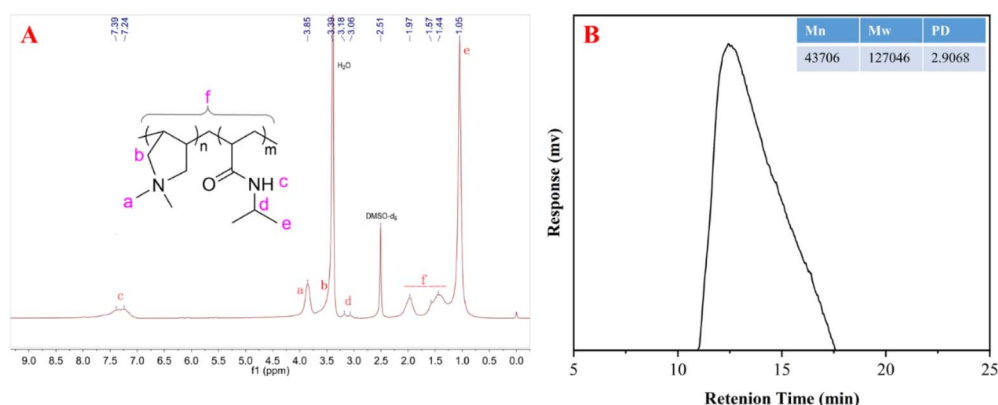 A
7.39
7.24
3.85
3.39
3.18
3.06
2.51
1.97
1.57
1.44
1.05
H₂O
e
f
b
n
m
N
O
NH
c
a
d
e
DMSO-d₆
c
a
b
d
f
9.0 8.5 8.0 7.5 7.0 6.5 6.0 5.5 5.0 4.5 4.0 3.5 3.0 2.5 2.0 1.5 1.0 0.5 0.0
f1 (ppm)
B
Mn Mw PD
43706 127046 2.9068
Response (mv)
5 10 15 20 25
Retenion Time (min)